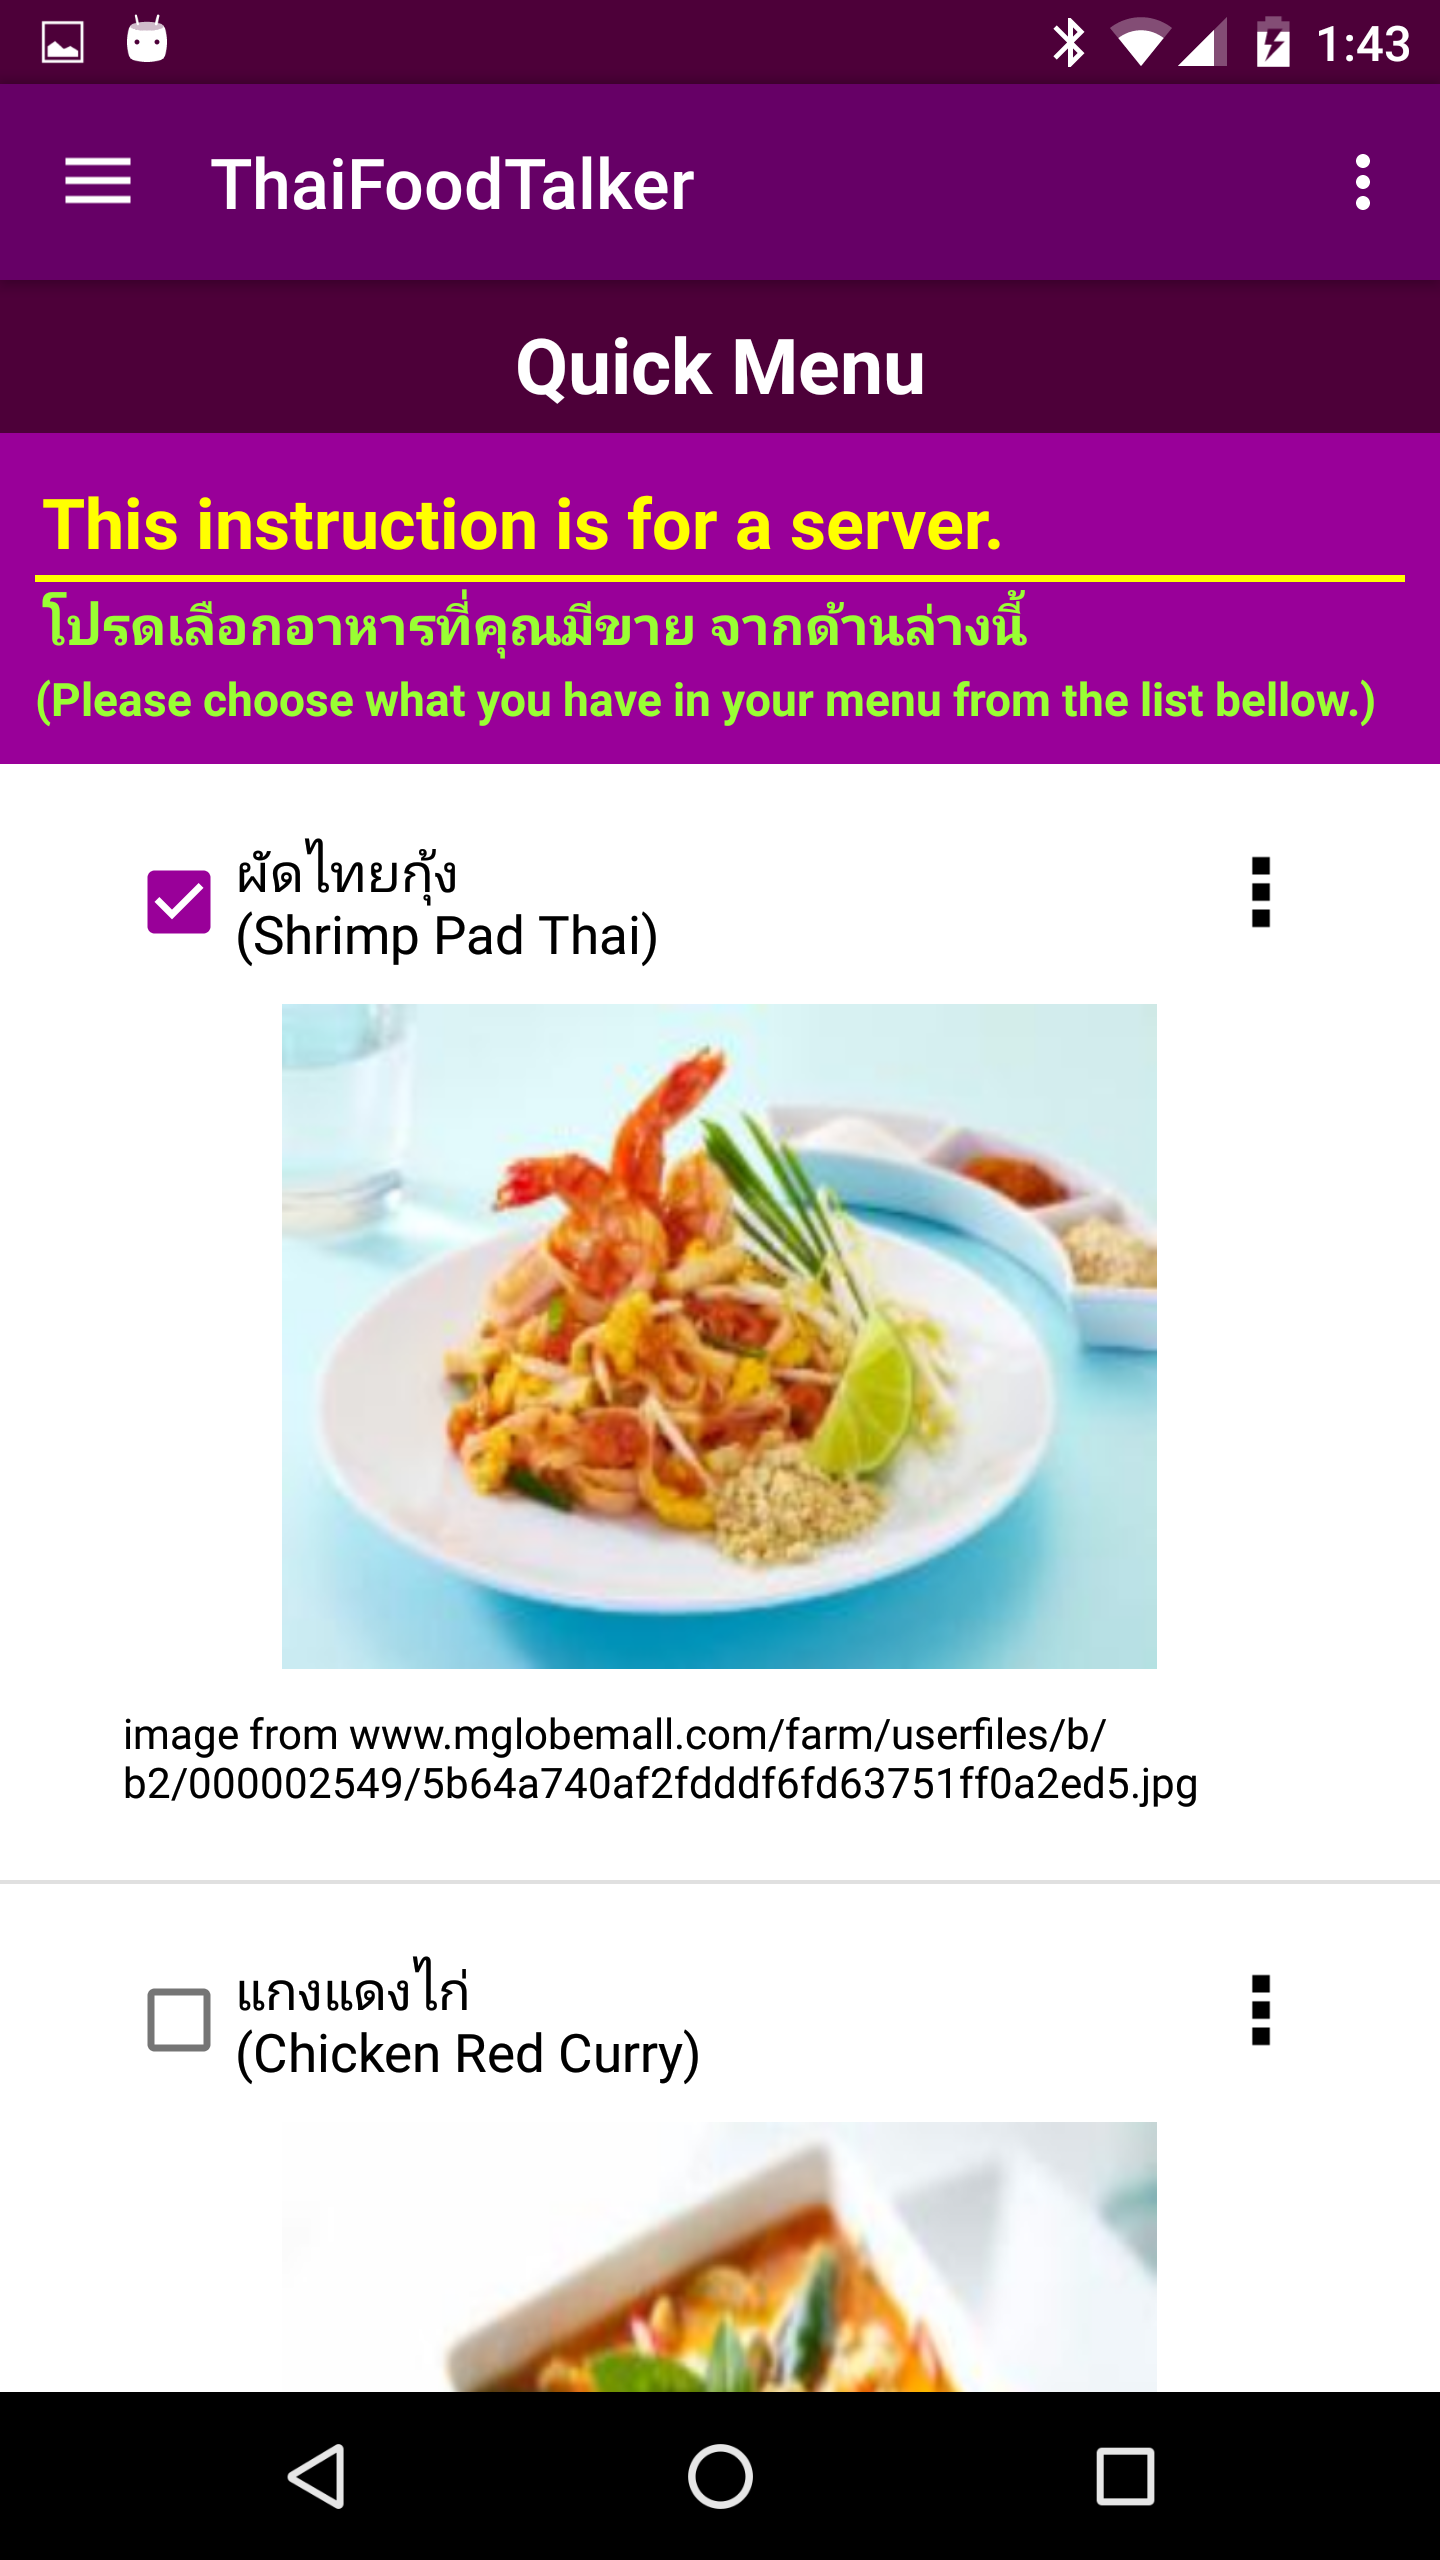 1:43
ThaiFoodTalker
Quick Menu
This instruction is for a server.
โปรดเลือกอาหารที่คุณมีขาย จากด้านล่างนี้
(Please choose what you have in your menu from the list bellow.)
ผัดไทยกุ้ง
(Shrimp Pad Thai)
image from www.mglobemall.com/farm/userfiles/b/
b2/000002549/5b64a740af2fdddf6fd63751ff0a2ed5.jpg
แกงแดงไก่
(Chicken Red Curry)